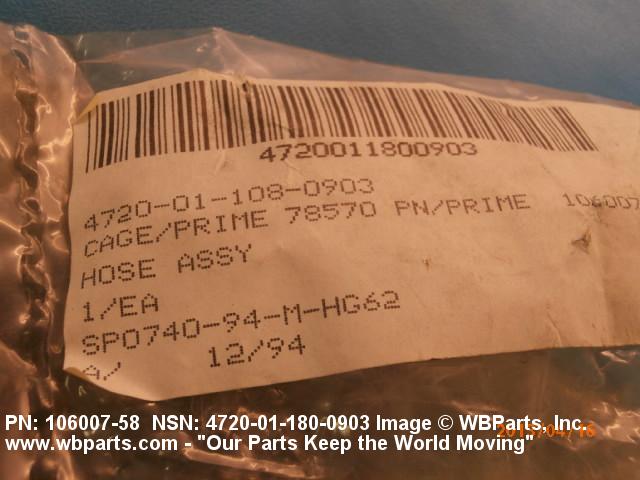 4720011800903
4720-01-108-0903
CAGE/PRIME 78570 PN/PRIME 106007
HOSE ASSY
1/EA
SP0740-94-M-HG62
A/ 12/94
PN: 106007-58 NSN: 4720-01-180-0903 Image © WBParts, Inc.
www.wbparts.com - "Our Parts Keep the World Moving"